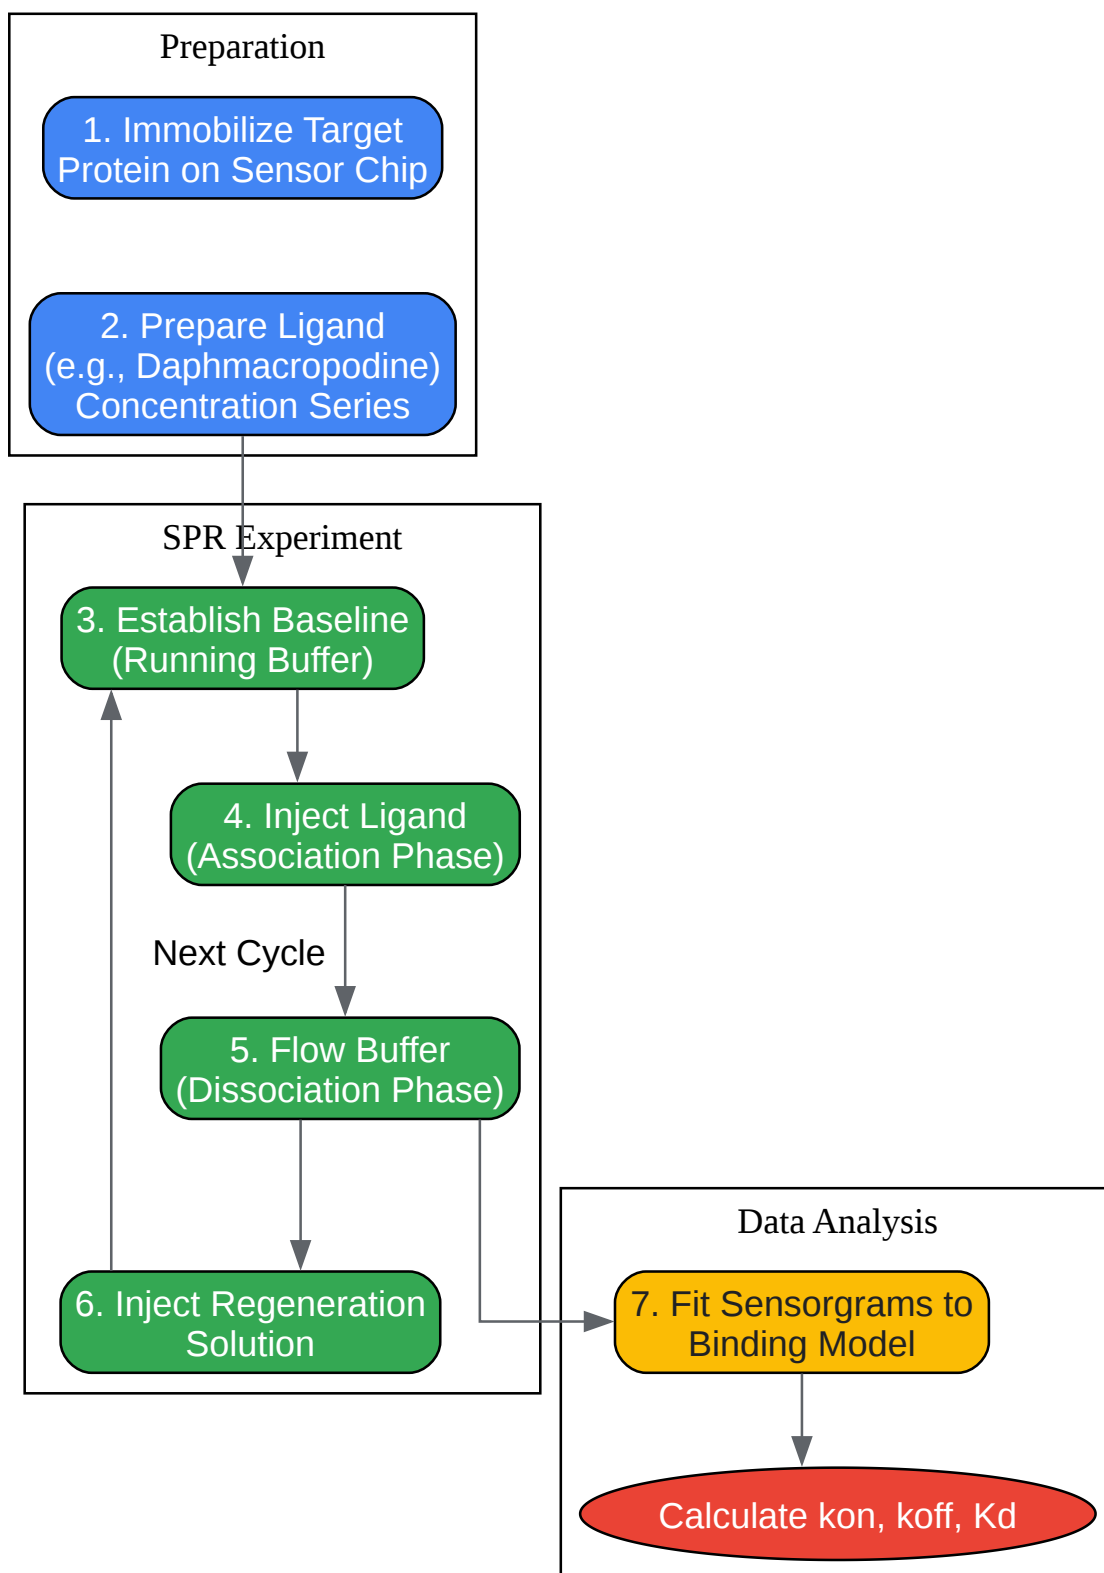 Preparation
1. Immobilize Target
Protein on Sensor Chip
2. Prepare Ligand
(e.g., Daphmacropodine)
Concentration Series
SPR Experiment
3. Establish Baseline
(Running Buffer)
4. Inject Ligand
(Association Phase)
Next Cycle
5. Flow Buffer
(Dissociation Phase)
6. Inject Regeneration
Solution
Data Analysis
7. Fit Sensorgrams to
Binding Model
Calculate kon, koff, Kd